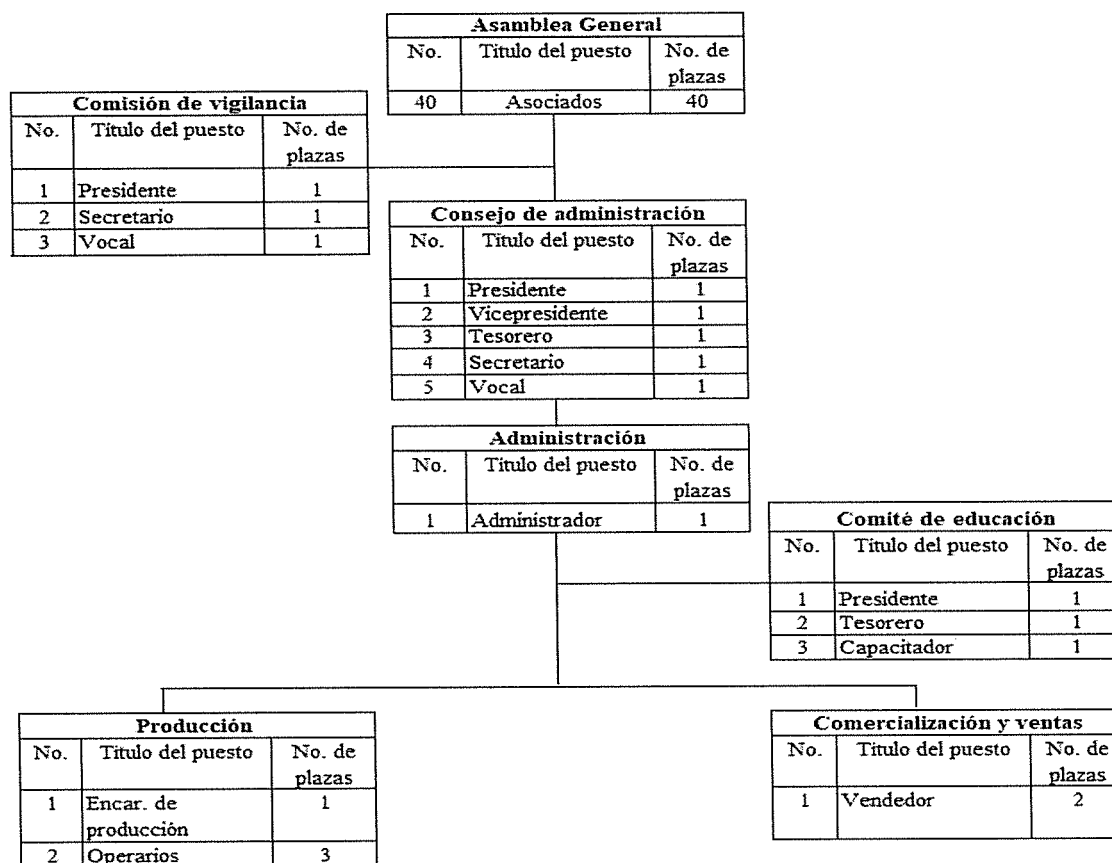 Asamblea General
No. Titulo del puesto No. de
plazas
40 Asociados 40
Comisión de vigilancia
No. Titulo del puesto No. de
plazas
1 Presidente 1
2 Secretario 1
3 Vocal 1
Consejo de administración
No. Titulo del puesto No. de
plazas
1 Presidente 1
2 Vicepresidente 1
3 Tesorero 1
4 Secretario 1
5 Vocal 1
Administración
No. Titulo del puesto No. de
plazas
1 Administrador 1
Comité de educación
No. Titulo del puesto No. de
plazas
1 Presidente 1
2 Tesorero 1
3 Capacitador 1
Producción
No. Titulo del puesto No. de
plazas
1 Encar. de 1
producción
2 Operarios 3
Comercialización y ventas
No. Titulo del puesto No. de
plazas
1 Vendedor 2